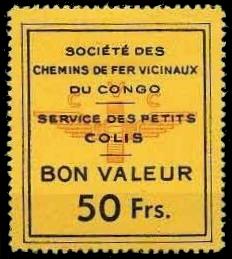 SOCIÉTÉ DES
CHEMINS DE FER VICINAUX
DU CONGO
SERVICE DES PETITS
COLIS
BON VALEUR
50 Frs.